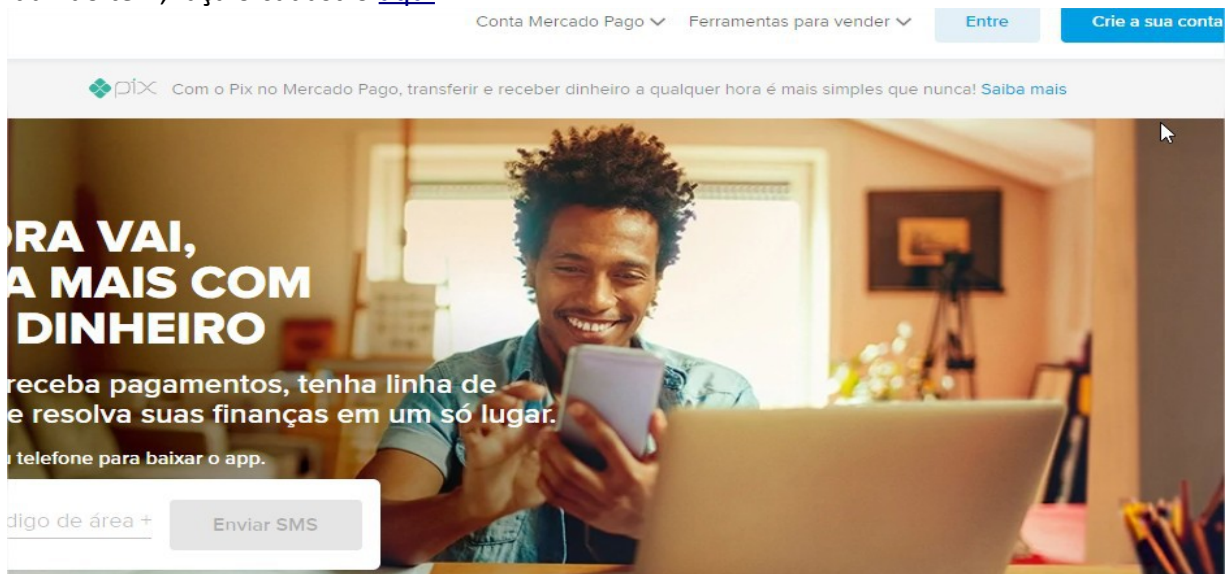 Conta Mercado Pago Ferramentas para vender Entre Crie a sua conta
pix Com o Pix no Mercado Pago, transferir e receber dinheiro a qualquer hora é mais simples que nunca! Saiba mais
RA VAI,
A MAIS COM
DINHEIRO
receba pagamentos, tenha linha de
e resolva suas finanças em um só lugar.
telefone para baixar o app.
digo de área +
Enviar SMS